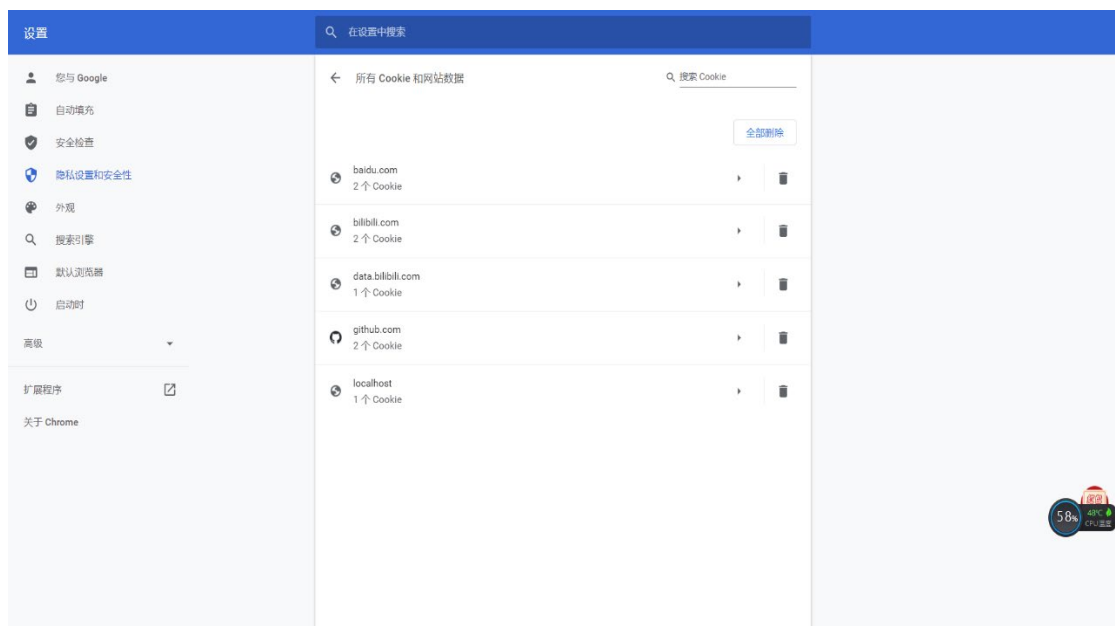 设置
在设置中搜索
您与 Google
自动填充
安全检查
隐私设置和安全性
外观
搜索引擎
默认浏览器
启动时
高级
扩展程序
关于 Chrome
所有 Cookie 和网站数据
搜索 Cookie
全部删除
baidu.com
2 个 Cookie
bilibili.com
2 个 Cookie
data.bilibili.com
1 个 Cookie
github.com
2 个 Cookie
localhost
1 个 Cookie
58%
48℃
CPU温度